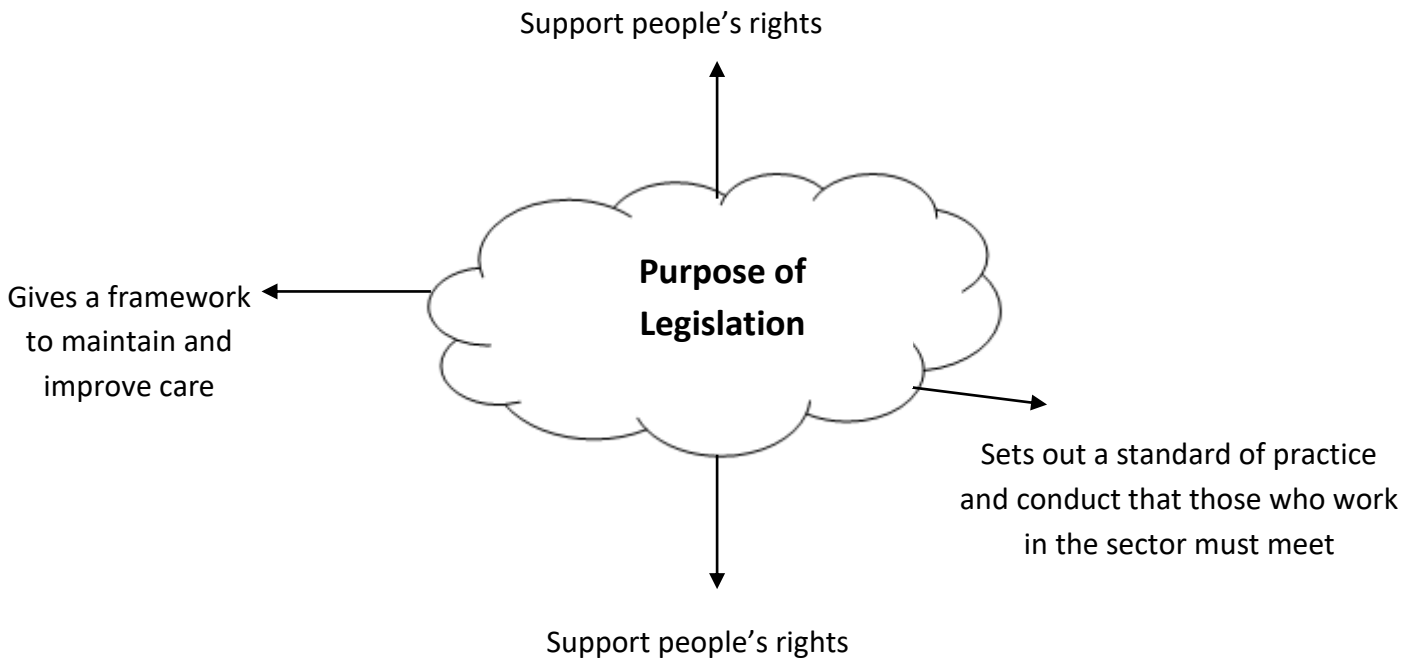 Support people’s rights
Purpose of
Legislation
Gives a framework
to maintain and
improve care
Sets out a standard of practice
and conduct that those who work
in the sector must meet
Support people’s rights